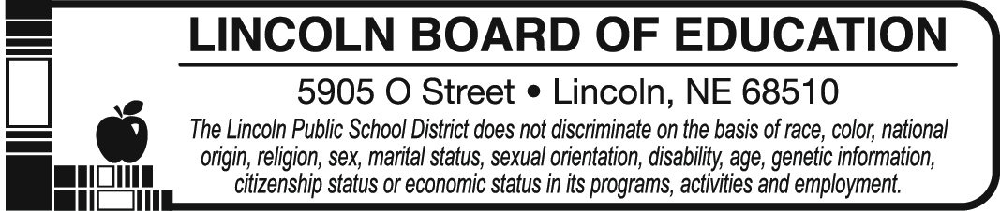 LINCOLN BOARD OF EDUCATION
5905 O Street • Lincoln, NE 68510
The Lincoln Public School District does not discriminate on the basis of race, color, national
origin, religion, sex, marital status, sexual orientation, disability, age, genetic information,
citizenship status or economic status in its programs, activities and employment.